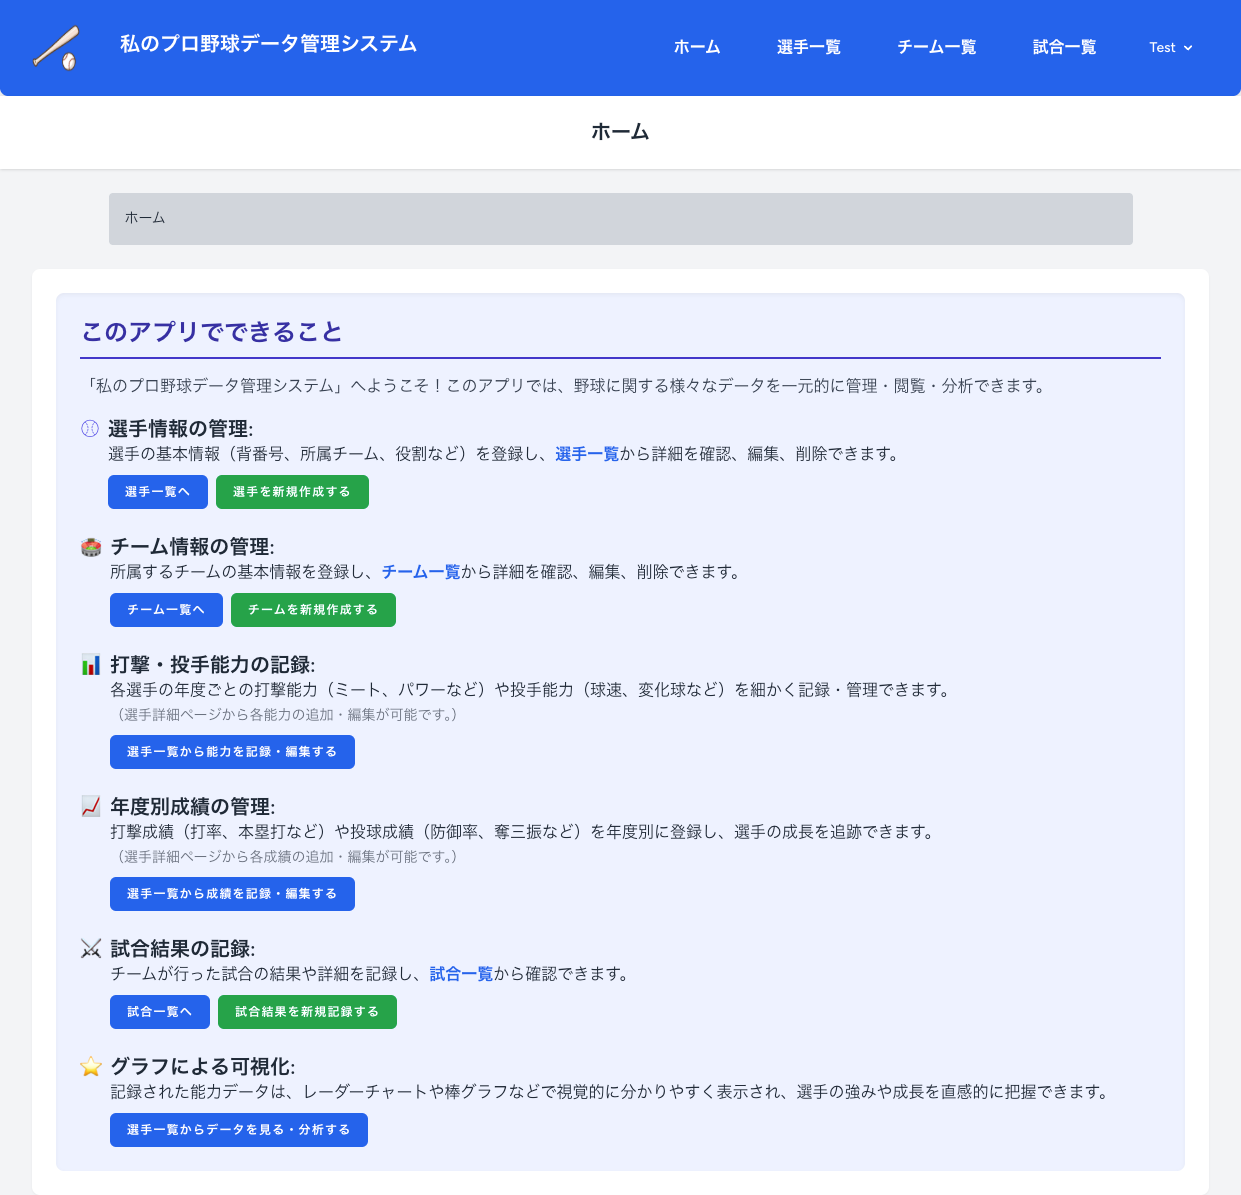 私のプロ野球データ管理システム
ホーム
選手一覧
チーム一覧
試合一覧
Test
ホーム
ホーム
このアプリでできること
「私のプロ野球データ管理システム」へようこそ！このアプリでは、野球に関する様々なデータを一元的に管理・閲覧・分析できます。
選手情報の管理:
選手の基本情報（背番号、所属チーム、役割など）を登録し、選手一覧から詳細を確認、編集、削除できます。
選手一覧へ
選手を新規作成する
チーム情報の管理:
所属するチームの基本情報を登録し、チーム一覧から詳細を確認、編集、削除できます。
チーム一覧へ
チームを新規作成する
打撃・投手能力の記録:
各選手の年度ごとの打撃能力（ミート、パワーなど）や投手能力（球速、変化球など）を細かく記録・管理できます。
（選手詳細ページから各能力の追加・編集が可能です。）
選手一覧から能力を記録・編集する
年度別成績の管理:
打撃成績（打率、本塁打など）や投球成績（防御率、奪三振など）を年度別に登録し、選手の成長を追跡できます。
（選手詳細ページから各成績の追加・編集が可能です。）
選手一覧から成績を記録・編集する
試合結果の記録:
チームが行った試合の結果や詳細を記録し、試合一覧から確認できます。
試合一覧へ
試合結果を新規記録する
グラフによる可視化:
記録された能力データは、レーダーチャートや棒グラフなどで視覚的に分かりやすく表示され、選手の強みや成長を直感的に把握できます。
選手一覧からデータを見る・分析する